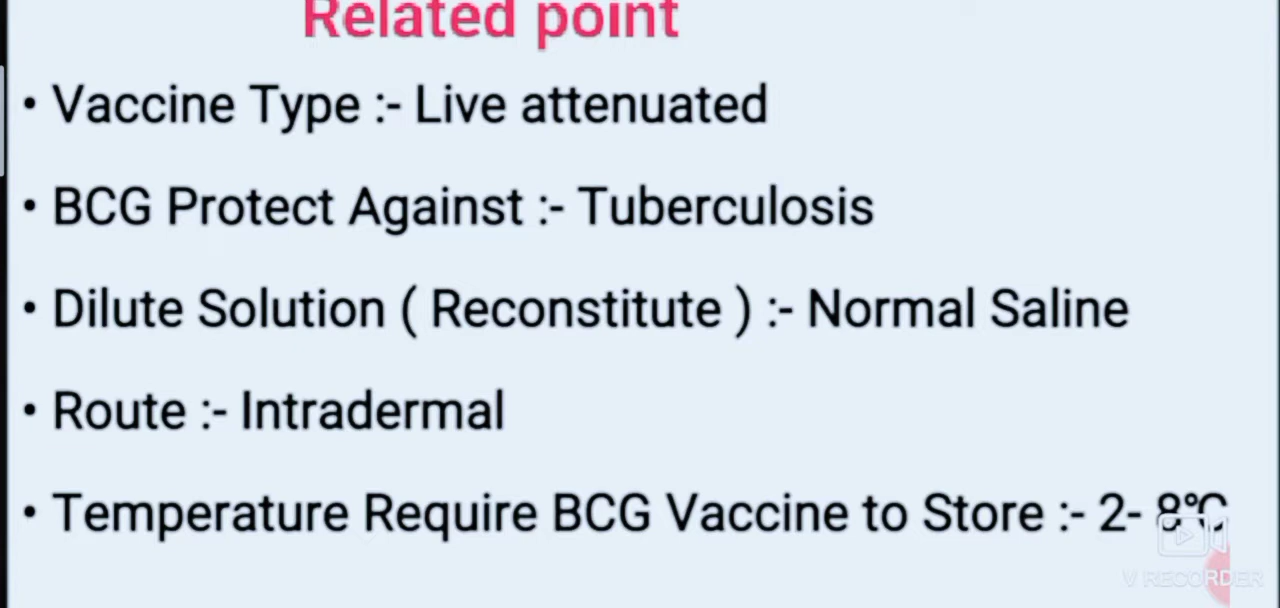 Related point
• Vaccine Type :- Live attenuated
• BCG Protect Against :- Tuberculosis
• Dilute Solution ( Reconstitute ) :- Normal Saline
• Route :- Intradermal
• Temperature Require BCG Vaccine to Store :- 2- 8°C
V RECORDER